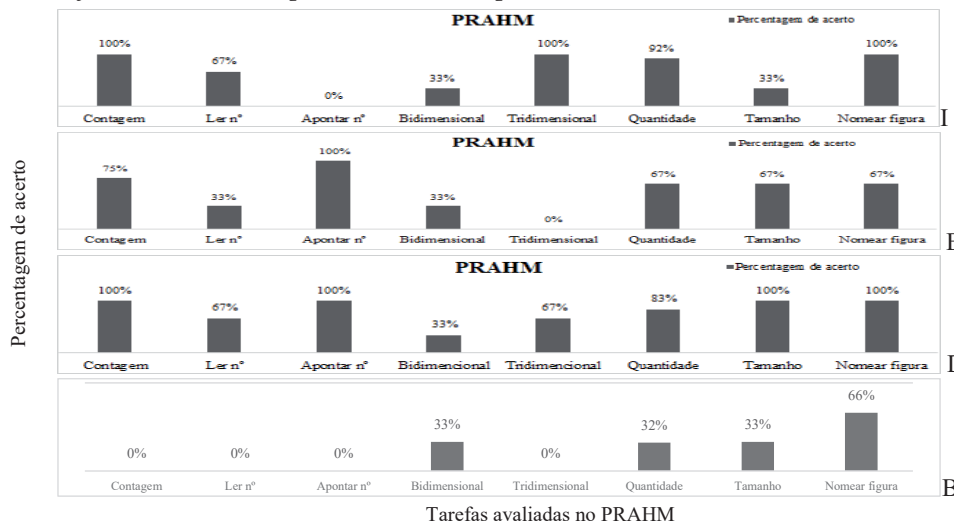 PRAHM
Percentagem de acerto
100% 67% 0% 33% 100% 92% 33% 100%
Contagem Ler nº Apontar nº Bidimensional Tridimensional Quantidade Tamanho Nomear figura
PRAHM
Percentagem de acerto
75% 33% 100% 33% 0% 67% 67% 67%
Contagem Ler nº Apontar nº Bidimensional Tridimensional Quantidade Tamanho Nomear figura
PRAHM
Percentagem de acerto
100% 67% 100% 33% 67% 83% 100% 100%
Contagem Ler nº Apontar nº Bidimencional Tridimencional Quantidade Tamanho Nomear figura
0% 0% 0% 33% 0% 32% 33% 66%
Contagem Ler nº Apontar nº Bidimensional Tridimensional Quantidade Tamanho Nomear figura
B
Percentagem de acerto
Tarefas avaliadas no PRAHM